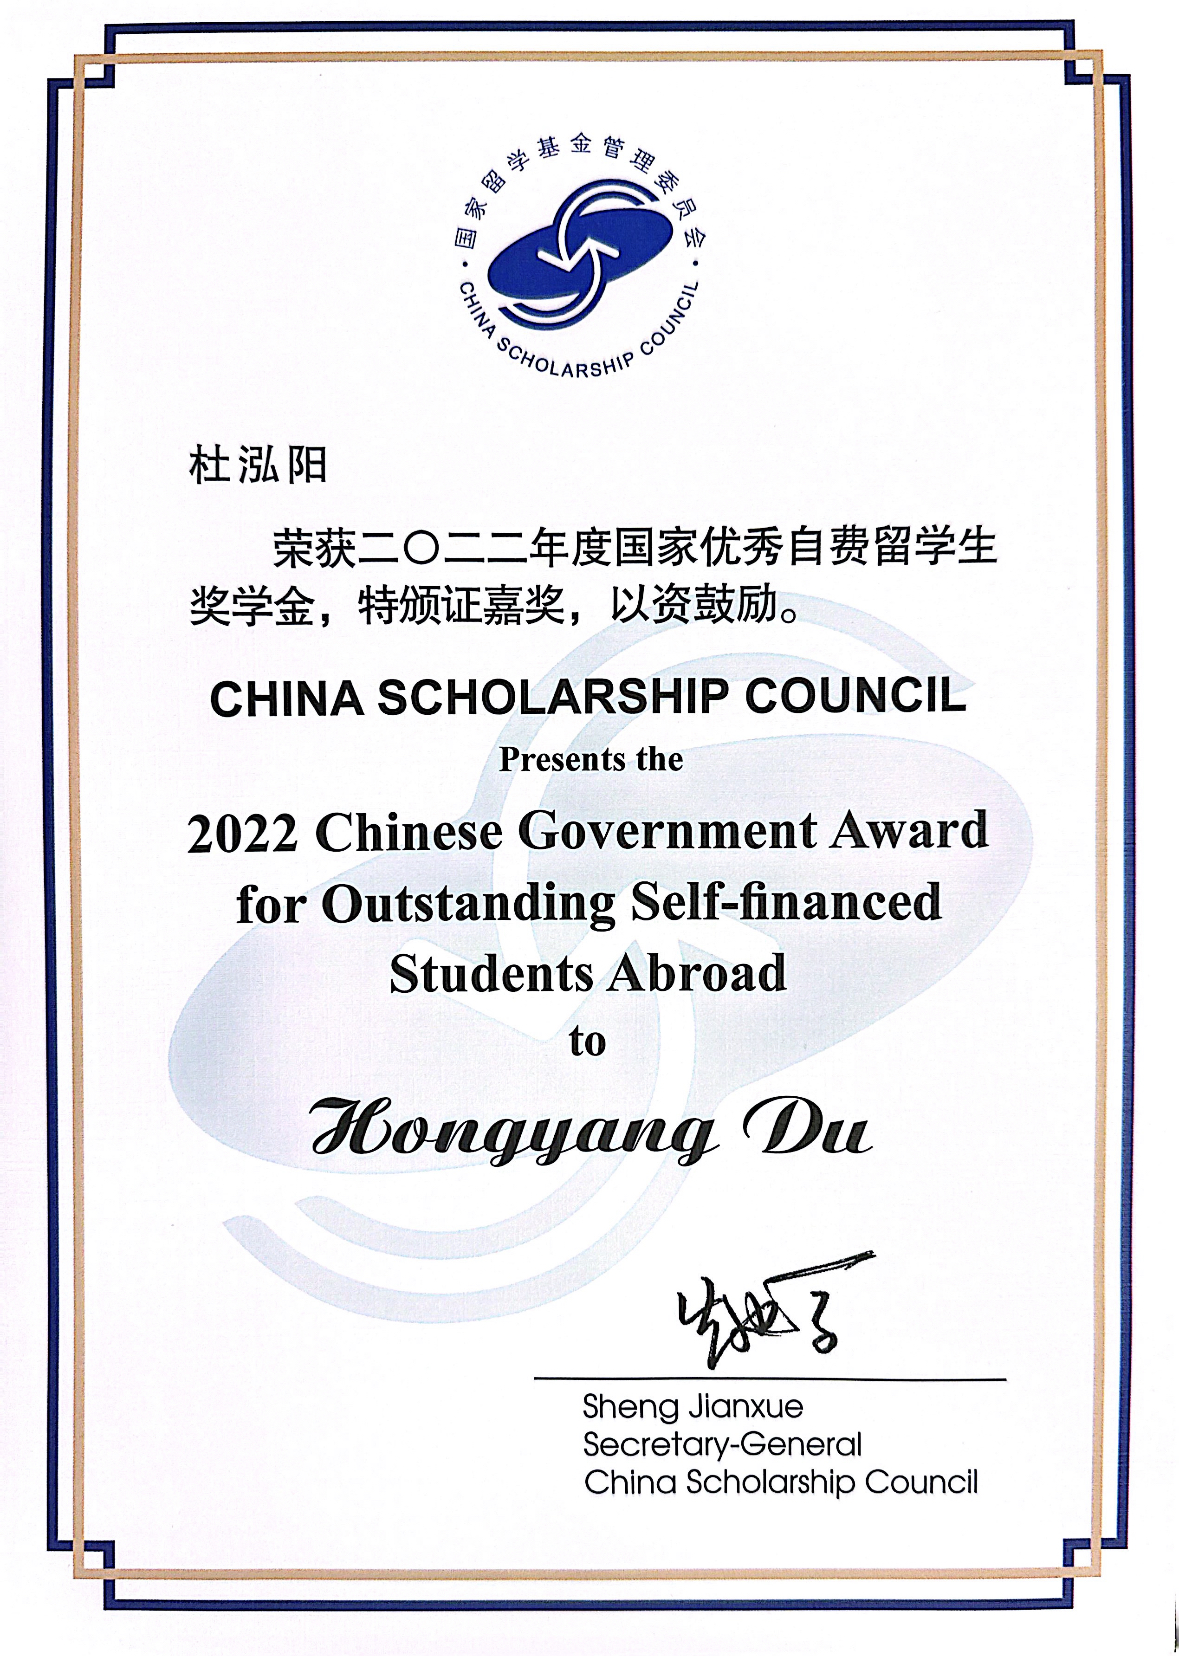 国家留学基金管理委员会
· CHINA SCHOLARSHIP COUNCIL ·
杜泓阳
荣获二〇二二年度国家优秀自费留学生
奖学金，特颁证嘉奖，以资鼓励。
CHINA SCHOLARSHIP COUNCIL
Presents the
2022 Chinese Government Award
for Outstanding Self-financed
Students Abroad
to
Hongyang Du
Sheng Jianxue
Secretary-General
China Scholarship Council